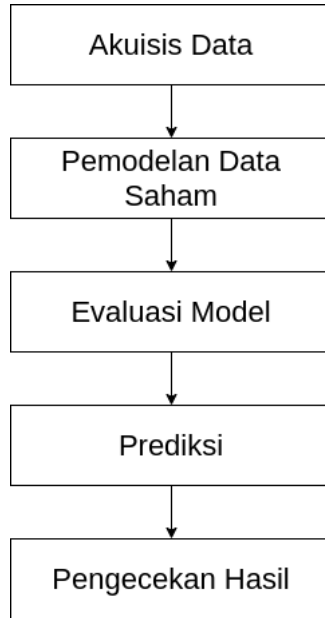 Akuisis Data
Pemodelan Data
Saham
Evaluasi Model
Prediksi
Pengecekan Hasil